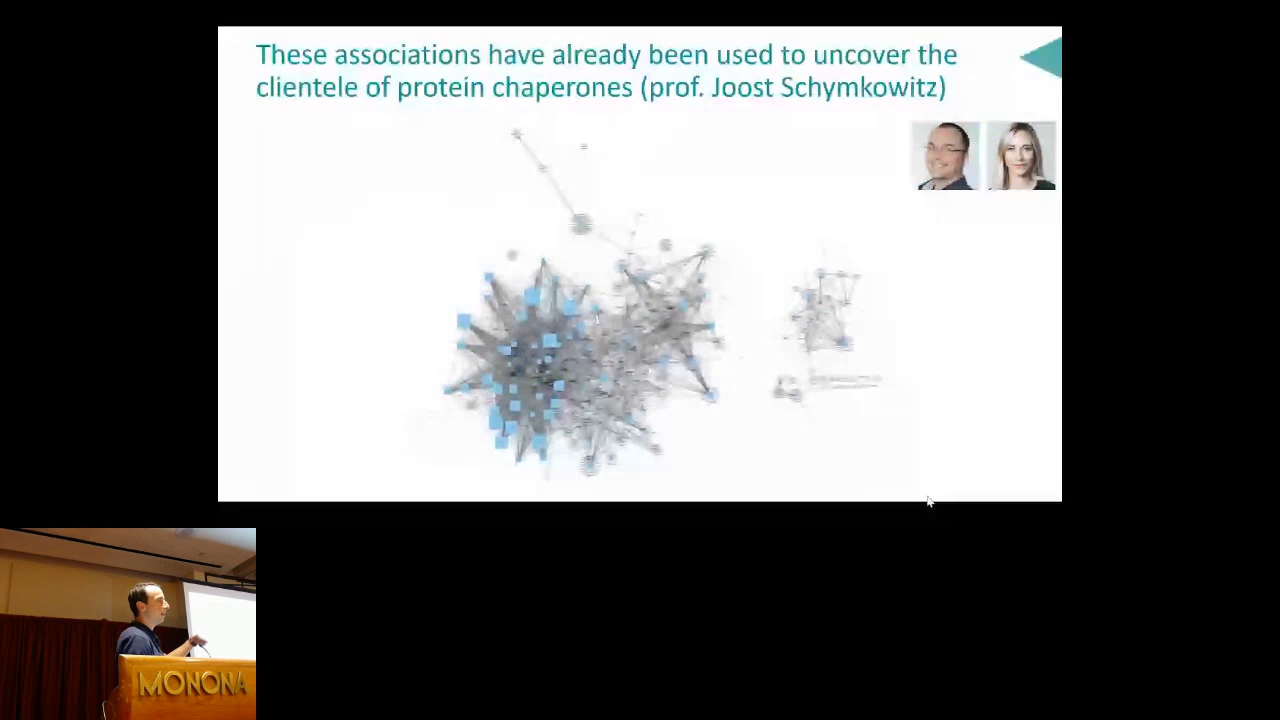 These associations have already been used to uncover the
clientele of protein chaperones (prof. Joost Schymkowitz)
MONONA